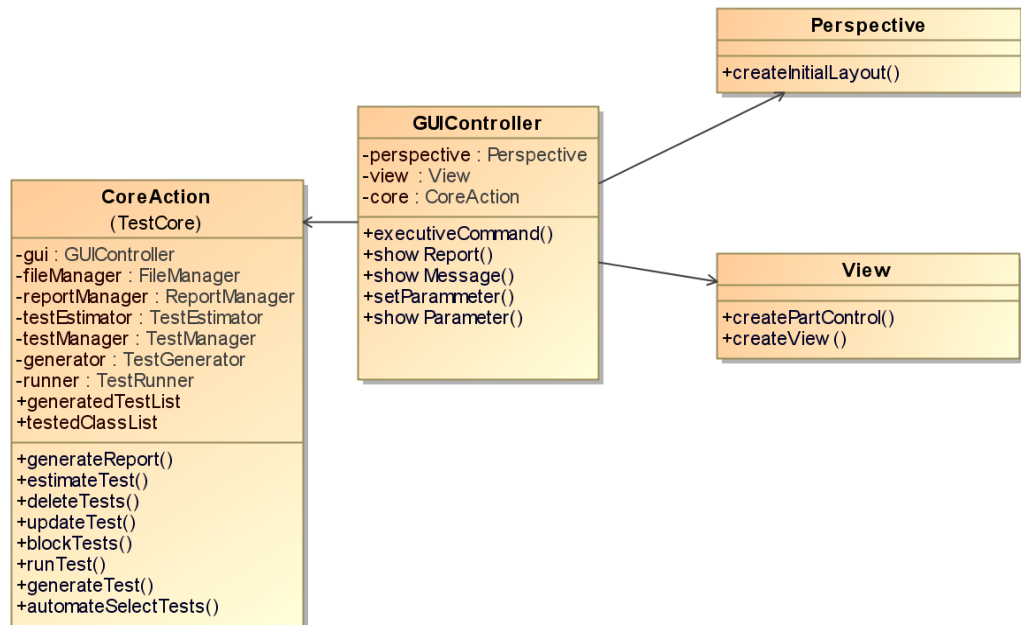 Perspective
+createInitialLayout()
GUIController
-perspective : Perspective
-view : View
-core : CoreAction
+executiveCommand()
+show Report()
+show Message()
+setParammeter()
+show Parameter()
CoreAction
(TestCore)
-gui : GUIController
-fileManager : FileManager
-reportManager : ReportManager
-testEstimator : TestEstimator
-testManager : TestManager
-generator : TestGenerator
-runner : TestRunner
+generatedTestList
+testedClassList
+generateReport()
+estimateTest()
+deleteTests()
+updateTest()
+blockTests()
+runTest()
+generateTest()
+automateSelectTests()
View
+createPartControl()
+createView ()